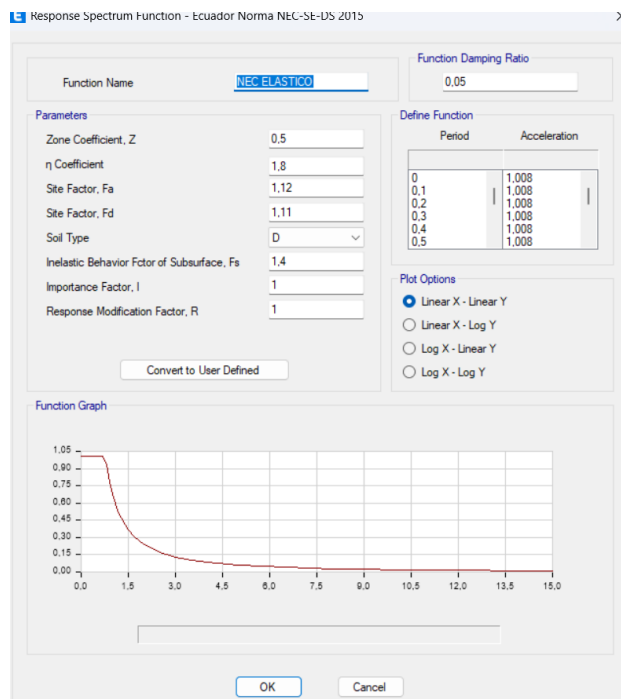 E Response Spectrum Function - Ecuador Norma NEC-SE-DS 2015
Function Name NEC ELASTICO
Function Damping Ratio
0,05
Parameters
Zone Coefficient, Z 0,5
η Coefficient 1,8
Site Factor, Fa 1,12
Site Factor, Fd 1,11
Soil Type D
Inelastic Behavior Fctor of Subsurface, Fs 1,4
Importance Factor, I 1
Response Modification Factor, R 1
Convert to User Defined
Define Function
Period Acceleration
0 1,008
0,1 1,008
0,2 1,008
0,3 1,008
0,4 1,008
0,5 1,008
Plot Options
Linear X - Linear Y
Linear X - Log Y
Log X - Linear Y
Log X - Log Y
Function Graph
1,05
0,90
0,75
0,60
0,45
0,30
0,15
0,00
0,0 1,5 3,0 4,5 6,0 7,5 9,0 10,5 12,0 13,5 15,0
OK Cancel